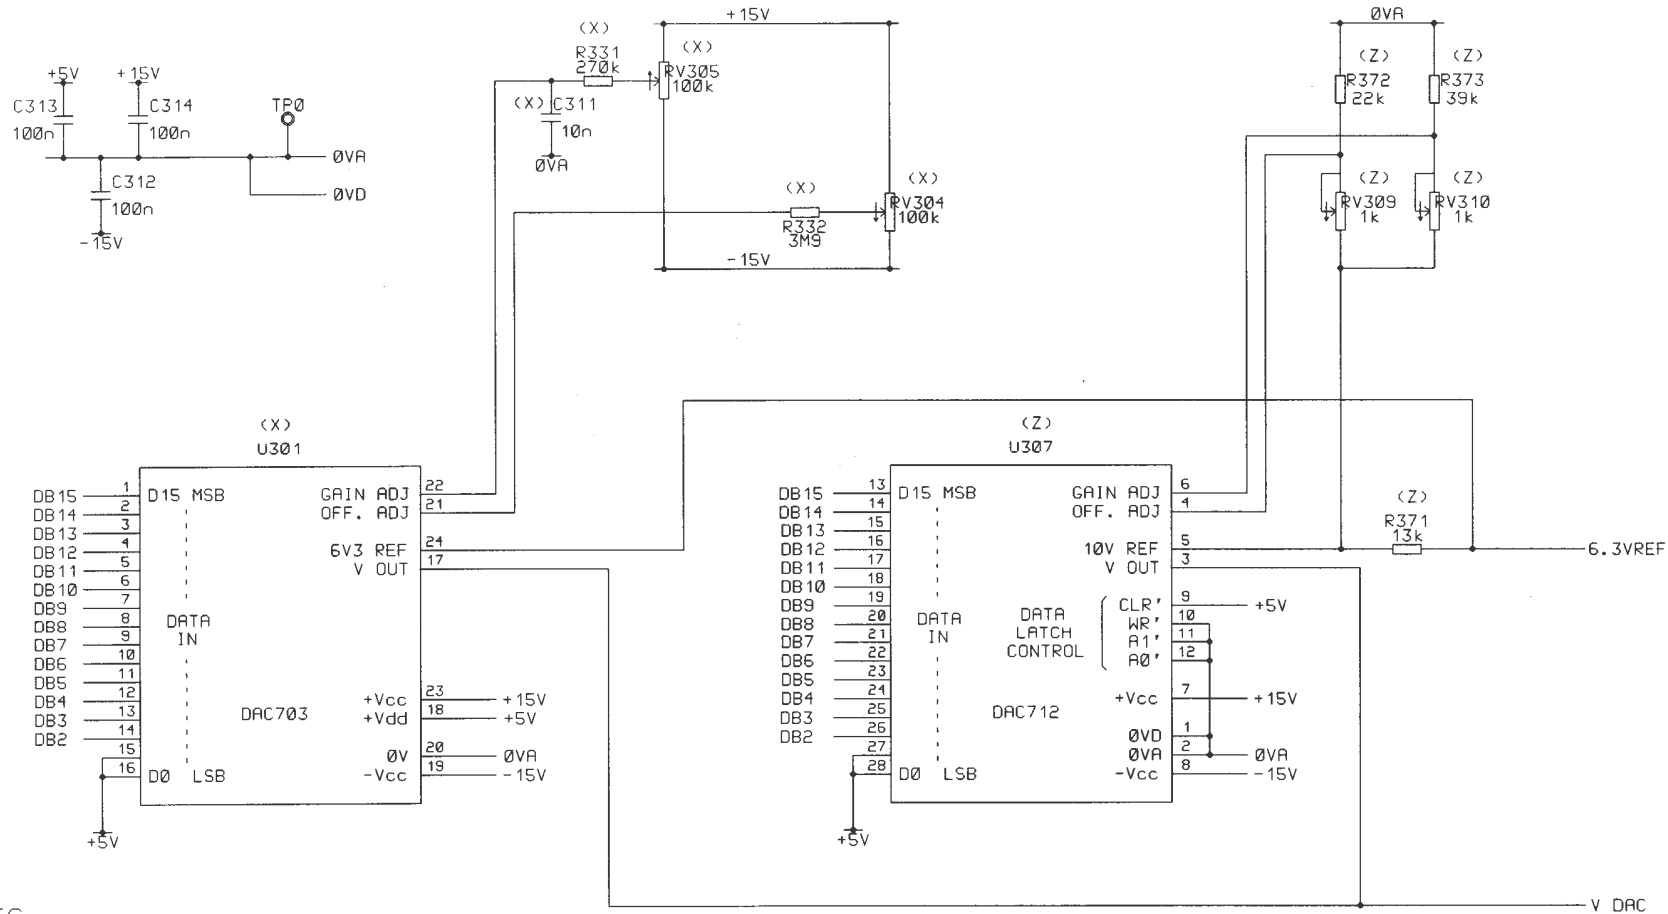 +15V
0VA
(X)
R331
270k
(X)
RV305
100k
(Z)
R372
22k
(Z)
R373
39k
+5V
+15V
C313
100n
C314
100n
TP0
(X) C311
10n
0VA
0VA
0VD
C312
100n
-15V
(X)
R332
3M9
(X)
RV304
100k
-15V
(Z)
RV309
1k
(Z)
RV310
1k
(X)
U301
DB15 1 D15 MSB
DB14 2
DB13 3
DB12 4
DB11 5
DB10 6
DB9 7
DB8 8
DB7 9
DB6 10
DB5 11
DB4 12
DB3 13
DB2 14
15
16 D0 LSB
+5V
DATA
IN
DAC703
GAIN ADJ 22
OFF. ADJ 21
6V3 REF 24
V OUT 17
+Vcc 23 +15V
+Vdd 18 +5V
0V 20 0VA
-Vcc 19 -15V
(Z)
U307
DB15 13 D15 MSB
DB14 14
DB13 15
DB12 16
DB11 17
DB10 18
DB9 19
DB8 20
DB7 21
DB6 22
DB5 23
DB4 24
DB3 25
DB2 26
27
28 D0 LSB
+5V
DATA
IN
DAC712
GAIN ADJ 6
OFF. ADJ 4
10V REF 5
V OUT 3
DATA
LATCH
CONTROL
CLR' 9 +5V
WR' 10
A1' 11
A0' 12
+Vcc 7 +15V
0VD 1
0VA 2 0VA
-Vcc 8 -15V
(Z)
R371
13k
6.3VREF
V DAC